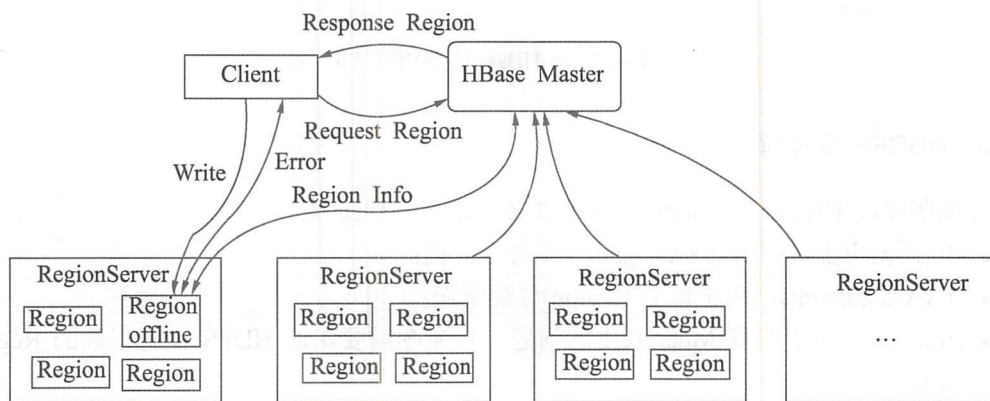 Response Region
Client
HBase Master
Request Region
Write
Error
Region Info
RegionServer
Region
Region offline
Region
Region
RegionServer
Region
Region
Region
Region
RegionServer
Region
Region
Region
Region
RegionServer
...